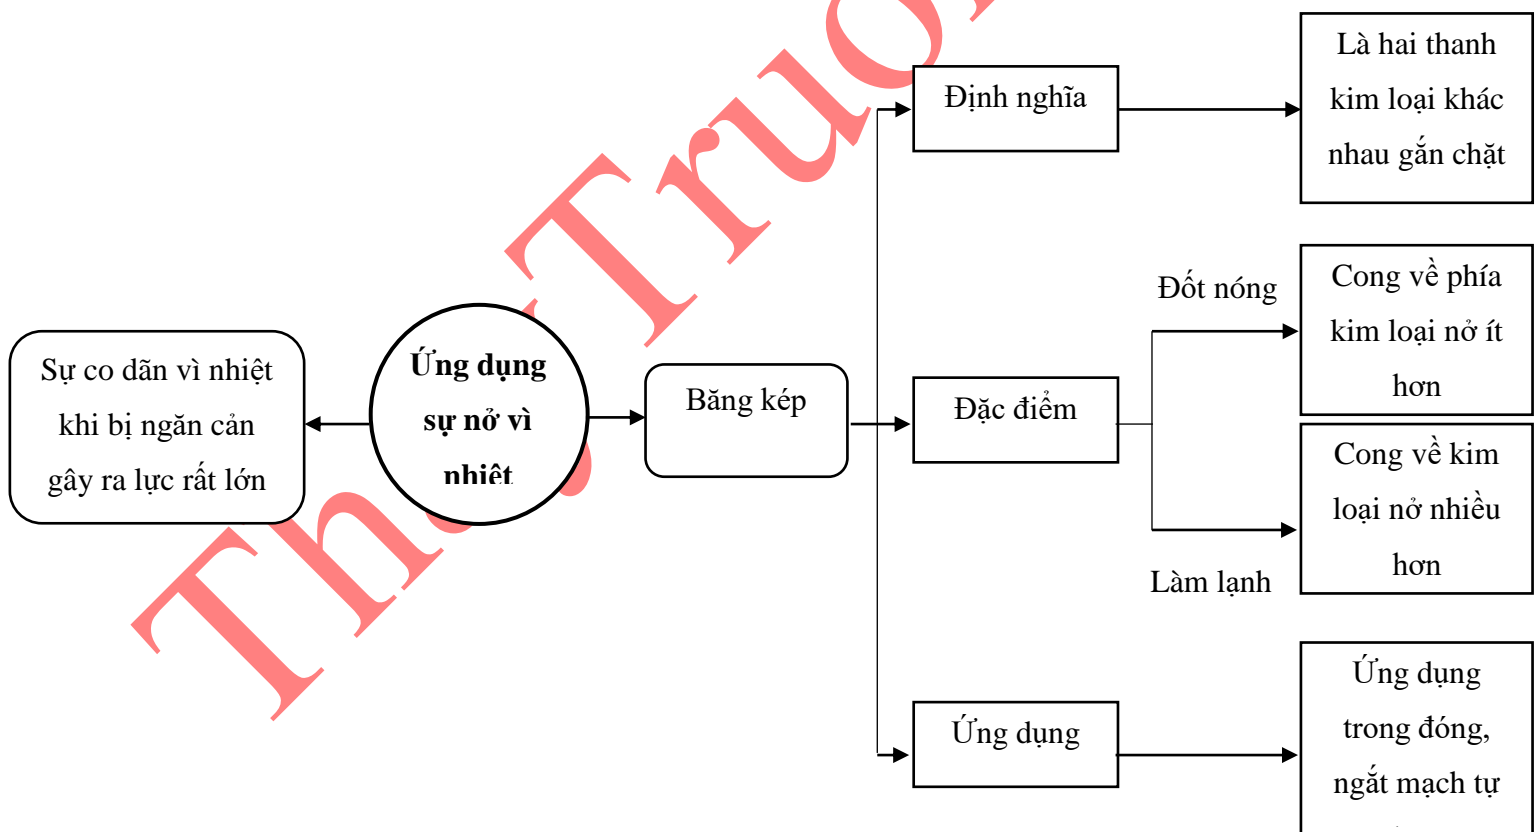 Sự co dãn vì nhiệt
khi bị ngăn cản
gây ra lực rất lớn
Ứng dụng
sự nở vì
nhiệt
Băng kép
Định nghĩa
Là hai thanh
kim loại khác
nhau gắn chặt
Đặc điểm
Đốt nóng
Cong về phía
kim loại nở ít
hơn
Làm lạnh
Cong về kim
loại nở nhiều
hơn
Ứng dụng
Ứng dụng
trong đóng,
ngắt mạch tự